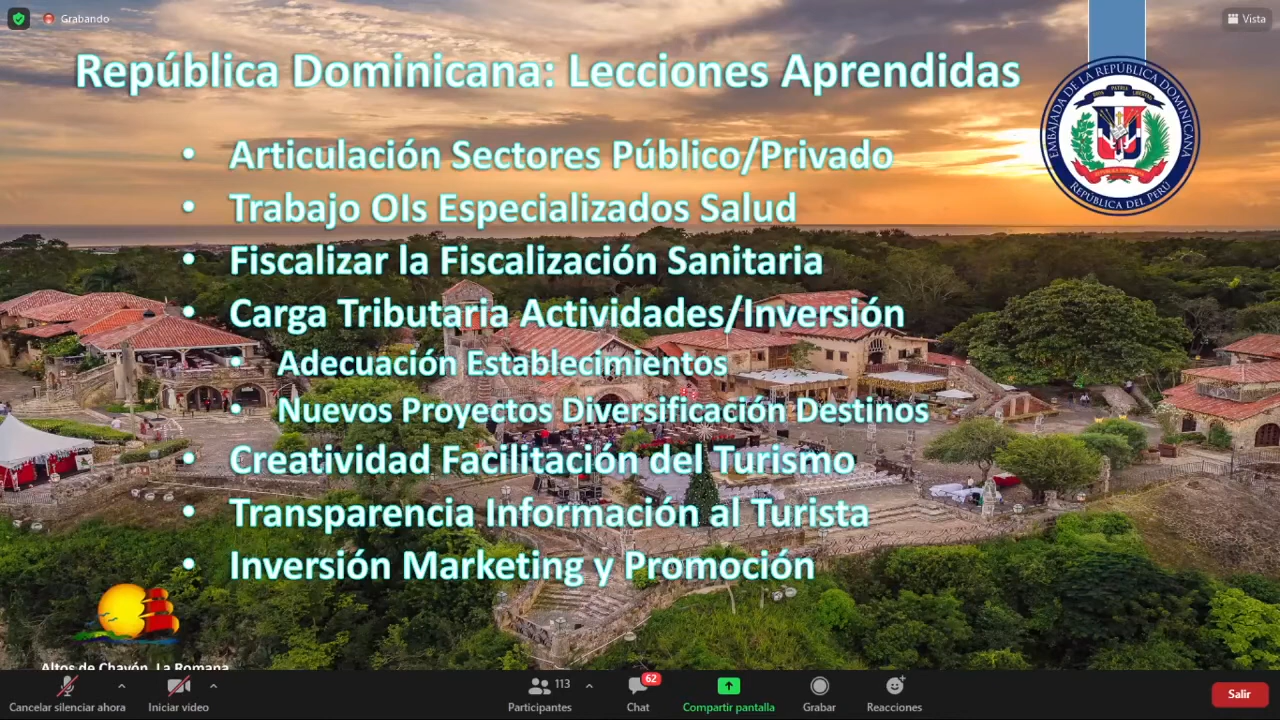 Grabando
Vista
República Dominicana: Lecciones Aprendidas
EMBAJADA DE LA REPÚBLICA DOMINICANA
REPÚBLICA DEL PERÚ
• Articulación Sectores Público/Privado
• Trabajo OIs Especializados Salud
• Fiscalizar la Fiscalización Sanitaria
• Carga Tributaria Actividades/Inversión
• Adecuación Establecimientos
• Nuevos Proyectos Diversificación Destinos
• Creatividad Facilitación del Turismo
• Transparencia Información al Turista
• Inversión Marketing y Promoción
Altos de Chavón, La Romana
Cancelar silenciar ahora
Iniciar video
113
Participantes
62
Chat
Compartir pantalla
Grabar
Reacciones
Salir